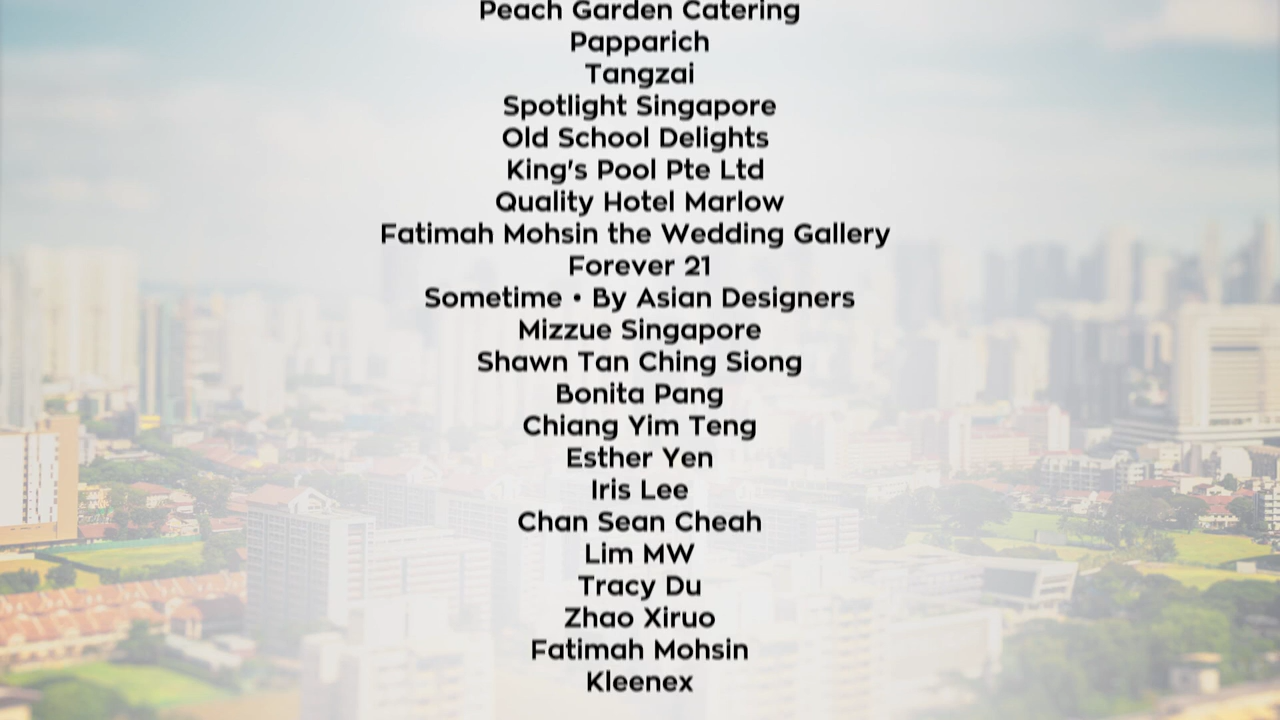 Peach Garden Catering
Papparich
Tangzai
Spotlight Singapore
Old School Delights
King's Pool Pte Ltd
Quality Hotel Marlow
Fatimah Mohsin the Wedding Gallery
Forever 21
Sometime • By Asian Designers
Mizzue Singapore
Shawn Tan Ching Siong
Bonita Pang
Chiang Yim Teng
Esther Yen
Iris Lee
Chan Sean Cheah
Lim MW
Tracy Du
Zhao Xiruo
Fatimah Mohsin
Kleenex